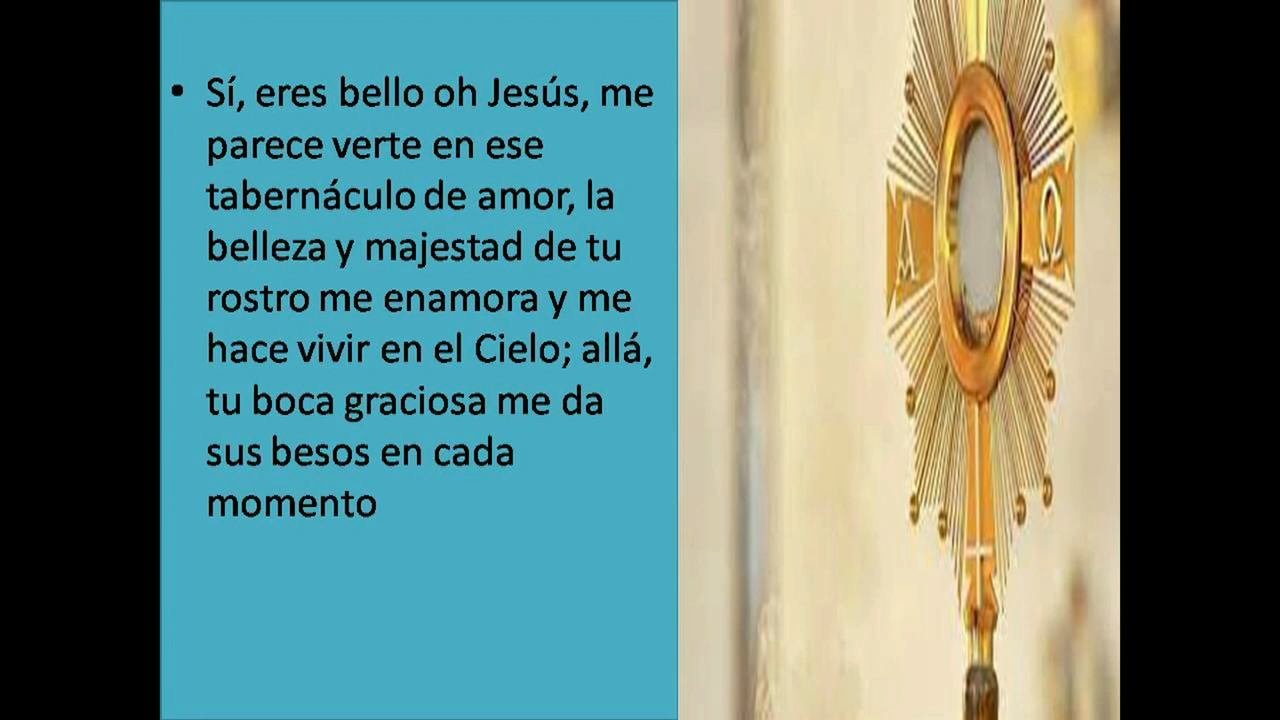 • Sí, eres bello oh Jesús, me
parece verte en ese
tabernáculo de amor, la
belleza y majestad de tu
rostro me enamora y me
hace vivir en el Cielo; allá,
tu boca graciosa me da
sus besos en cada
momento
Α Ω